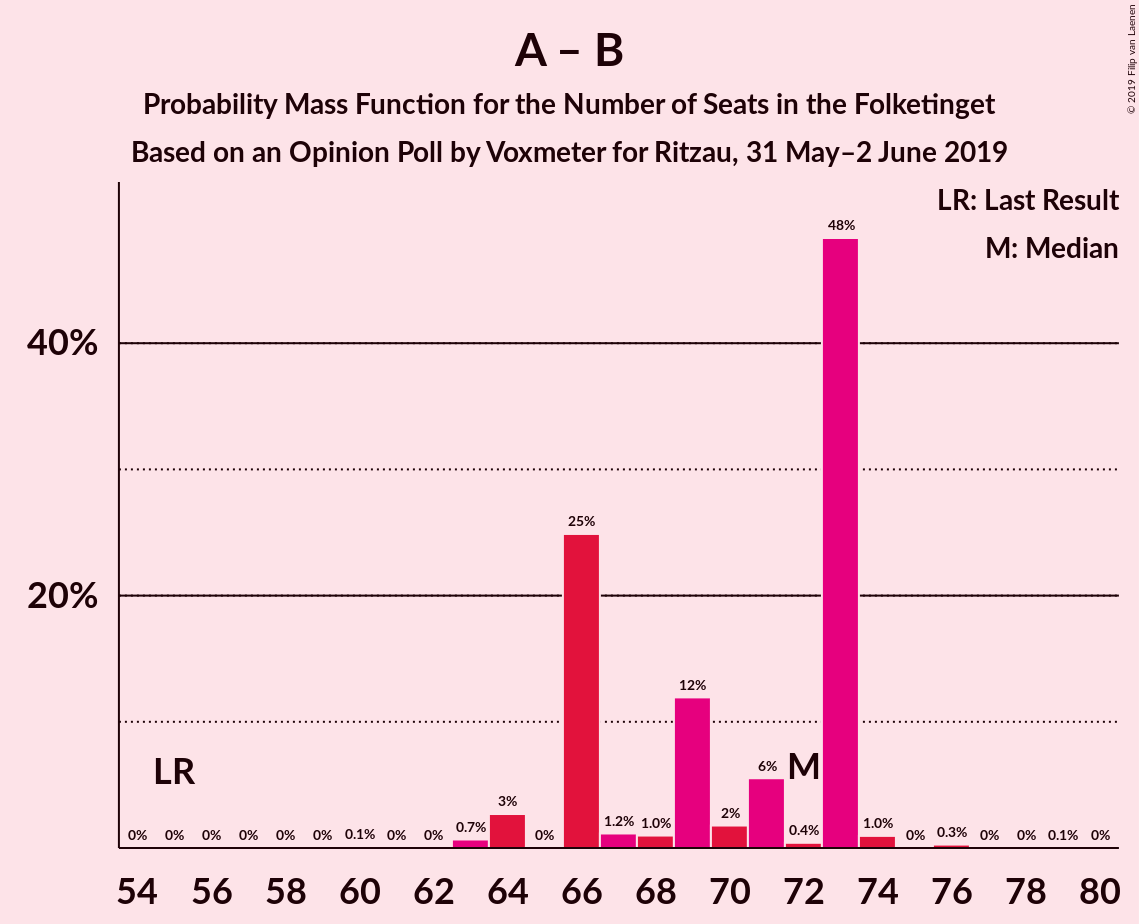 A – B
Probability Mass Function for the Number of Seats in the Folketinget
Based on an Opinion Poll by Voxmeter for Ritzau, 31 May–2 June 2019
© 2019 Filip van Laenen
LR: Last Result
M: Median
40%
20%
LR
M
0% 0% 0% 0% 0% 0% 0.1% 0% 0% 0.7% 3% 0% 25% 1.2% 1.0% 12% 2% 6% 0.4% 48% 1.0% 0% 0.3% 0% 0% 0.1% 0%
54 56 58 60 62 64 66 68 70 72 74 76 78 80